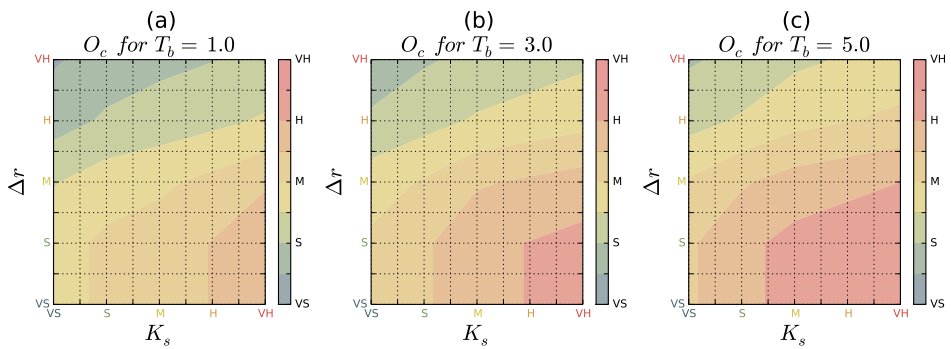 (a)
O_c for T_b = 1.0
VH
H
M
S
VS
Δr
VS S M H VH
K_s
VH
H
M
S
VS
(b)
O_c for T_b = 3.0
VH
H
M
S
VS
Δr
VS S M H VH
K_s
VH
H
M
S
VS
(c)
O_c for T_b = 5.0
VH
H
M
S
VS
Δr
VS S M H VH
K_s
VH
H
M
S
VS